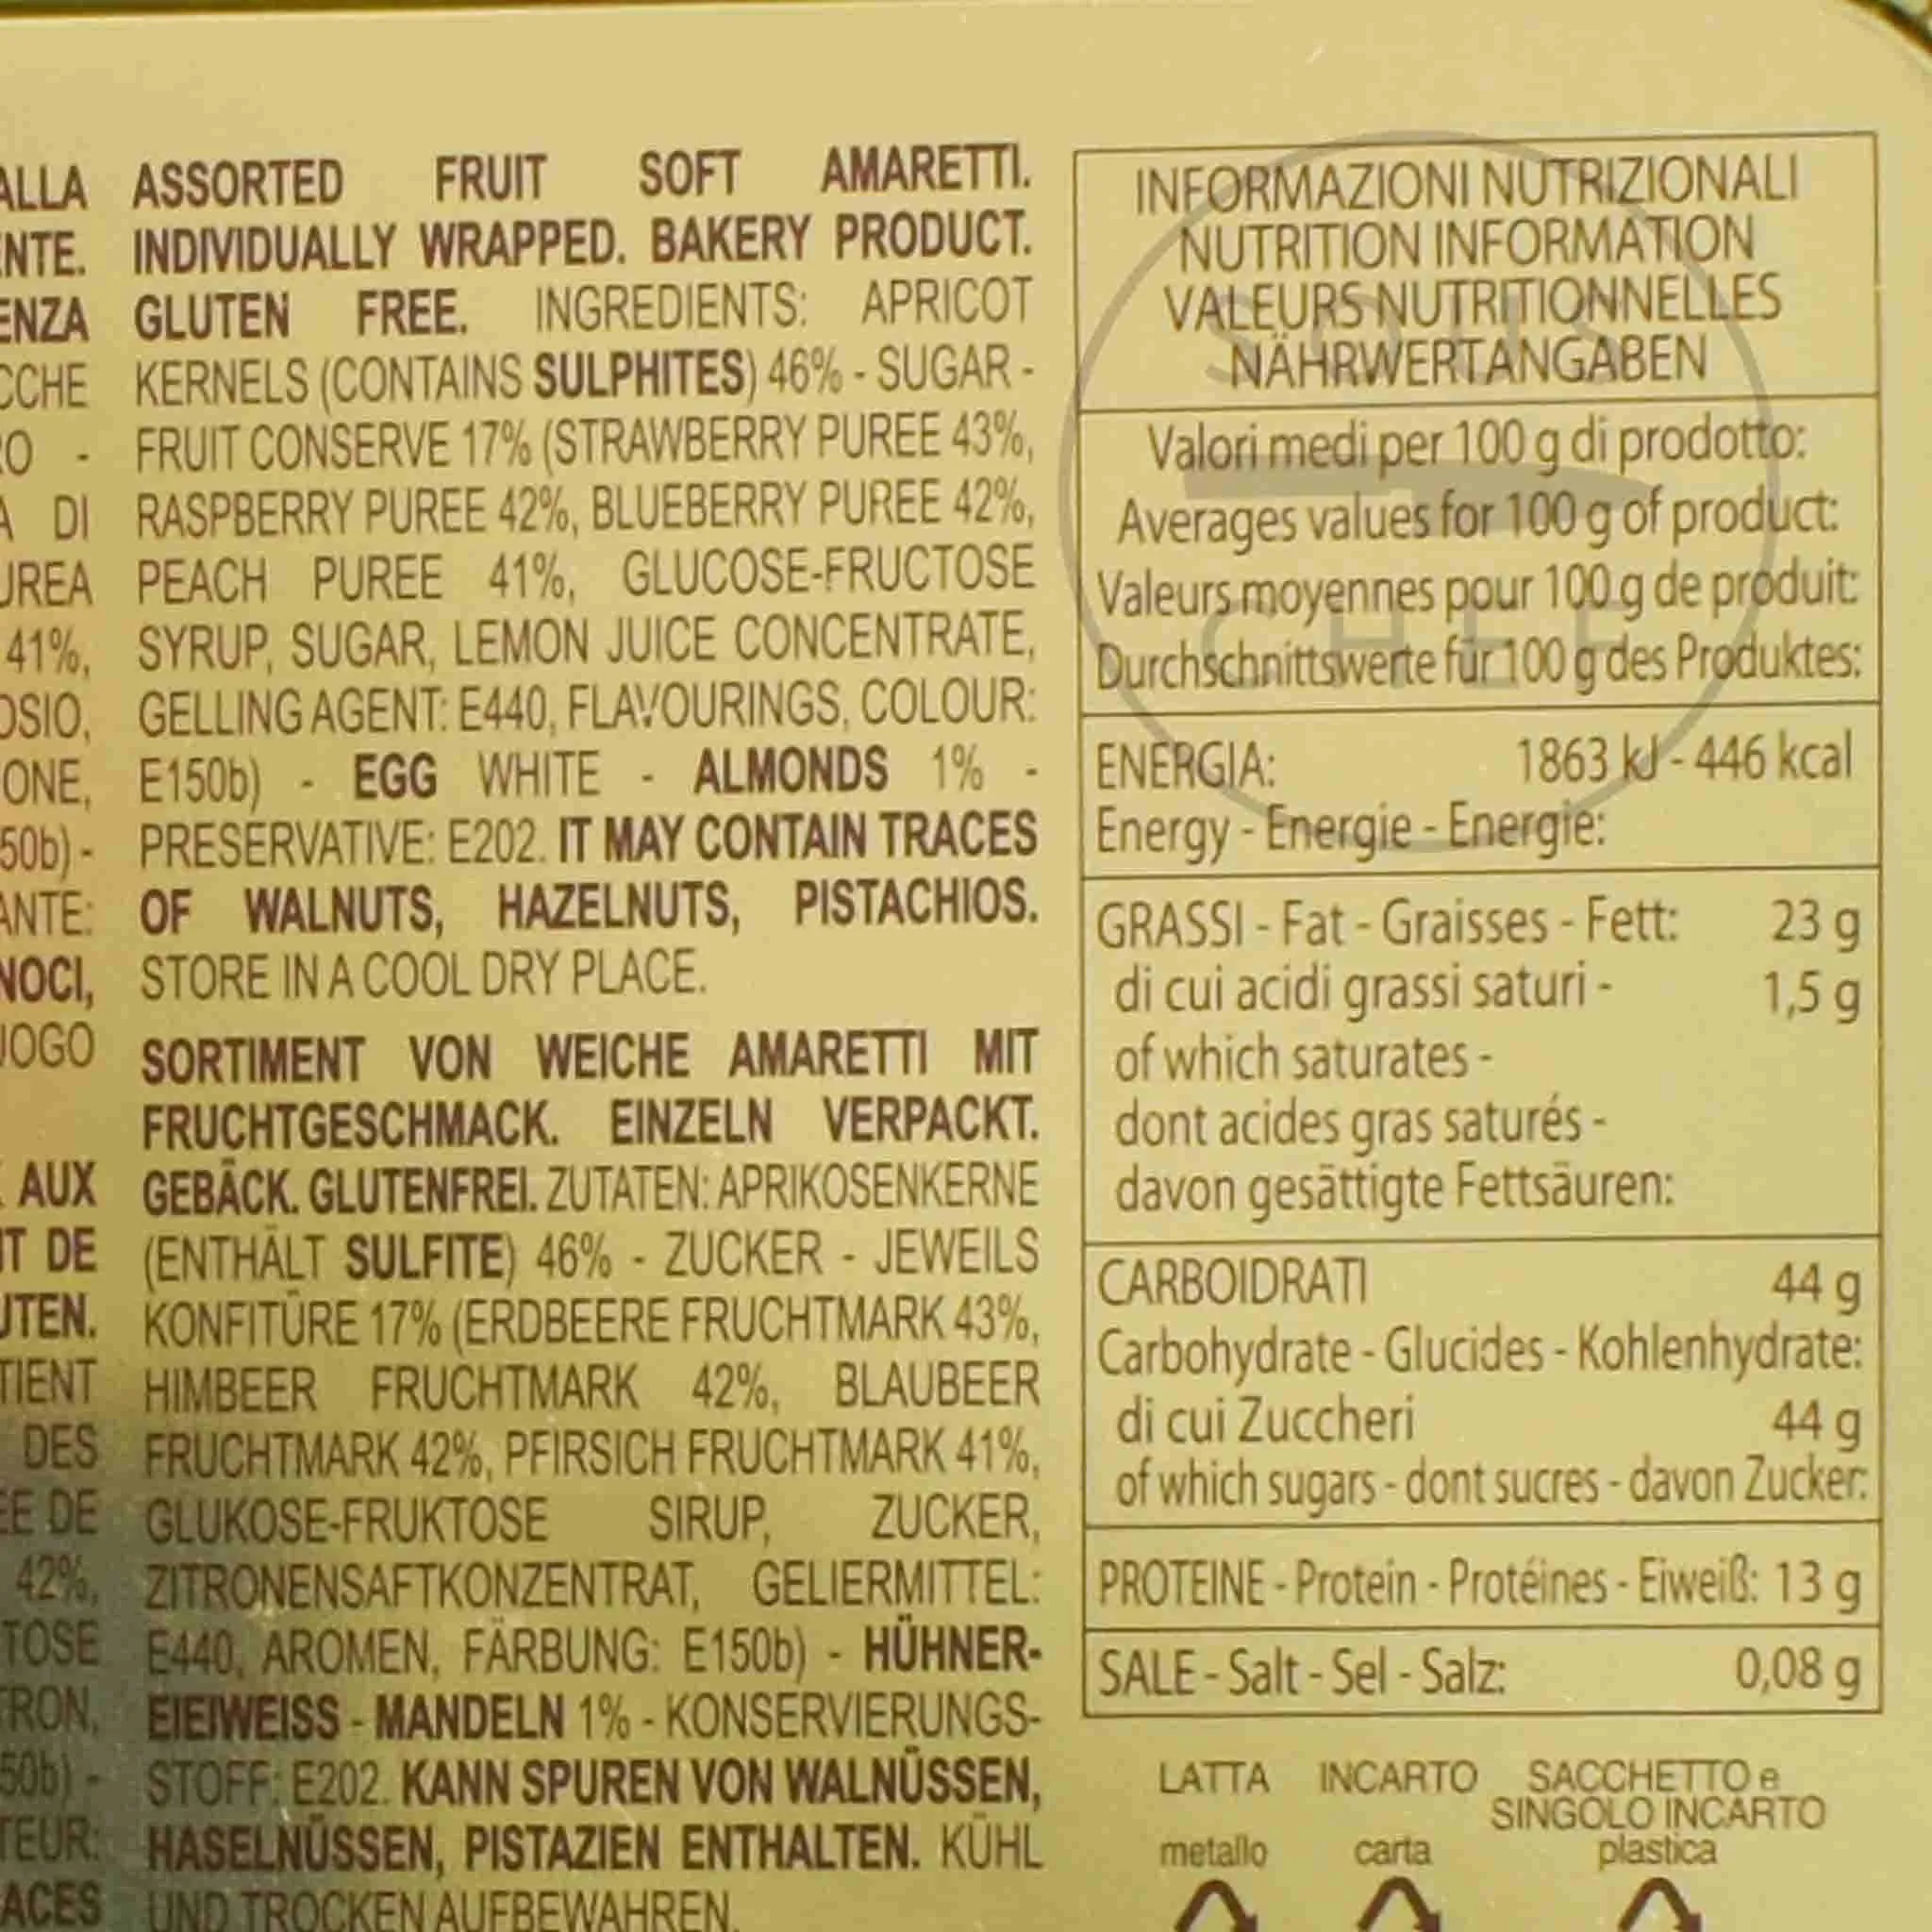 ALLA
ENTE.
ENZA
CCHE
RO -
A DI
UREA
41%,
OSIO,
ONE,
50b) -
ANTE:
NOCI,
UOGO
AUX
IT DE
UTEN.
TIENT
DES
EE DE
42%,
TOSE
TRON,
50b) -
TEUR:
ACES
ASSORTED FRUIT SOFT AMARETTI.
INDIVIDUALLY WRAPPED. BAKERY PRODUCT.
GLUTEN FREE. INGREDIENTS: APRICOT
KERNELS (CONTAINS SULPHITES) 46% - SUGAR -
FRUIT CONSERVE 17% (STRAWBERRY PUREE 43%,
RASPBERRY PUREE 42%, BLUEBERRY PUREE 42%,
PEACH PUREE 41%, GLUCOSE-FRUCTOSE
SYRUP, SUGAR, LEMON JUICE CONCENTRATE,
GELLING AGENT: E440, FLAVOURINGS, COLOUR:
E150b) - EGG WHITE - ALMONDS 1% -
PRESERVATIVE: E202. IT MAY CONTAIN TRACES
OF WALNUTS, HAZELNUTS, PISTACHIOS.
STORE IN A COOL DRY PLACE.
SORTIMENT VON WEICHE AMARETTI MIT
FRUCHTGESCHMACK. EINZELN VERPACKT.
GEBÄCK. GLUTENFREI. ZUTATEN: APRIKOSENKERNE
(ENTHÄLT SULFITE) 46% - ZUCKER - JEWEILS
KONFITÜRE 17% (ERDBEERE FRUCHTMARK 43%,
HIMBEER FRUCHTMARK 42%, BLAUBEER
FRUCHTMARK 42%, PFIRSICH FRUCHTMARK 41%,
GLUKOSE-FRUKTOSE SIRUP, ZUCKER,
ZITRONENSAFTKONZENTRAT, GELIERMITTEL:
E440, AROMEN, FÄRBUNG: E150b) - HÜHNER-
EIEIWEISS - MANDELN 1% - KONSERVIERUNGS-
STOFF: E202. KANN SPUREN VON WALNÜSSEN,
HASELNÜSSEN, PISTAZIEN ENTHALTEN. KÜHL
UND TROCKEN AUFBEWAHREN.
INFORMAZIONI NUTRIZIONALI
NUTRITION INFORMATION
VALEURS NUTRITIONNELLES
NÄHRWERTANGABEN
Valori medi per 100 g di prodotto:
Averages values for 100 g of product:
Valeurs moyennes pour 100 g de produit:
Durchschnittswerte für 100 g des Produktes:
ENERGIA: 1863 kJ - 446 kcal
Energy - Energie - Energie:
GRASSI - Fat - Graisses - Fett: 23 g
di cui acidi grassi saturi - 1,5 g
of which saturates -
dont acides gras saturés -
davon gesättigte Fettsäuren:
CARBOIDRATI 44 g
Carbohydrate - Glucides - Kohlenhydrate:
di cui Zuccheri 44 g
of which sugars - dont sucres - davon Zucker:
PROTEINE - Protein - Protéines - Eiweiß: 13 g
SALE - Salt - Sel - Salz: 0,08 g
LATTA INCARTO SACCHETTO e
SINGOLO INCARTO
metallo carta plastica
SOUS
CHEF